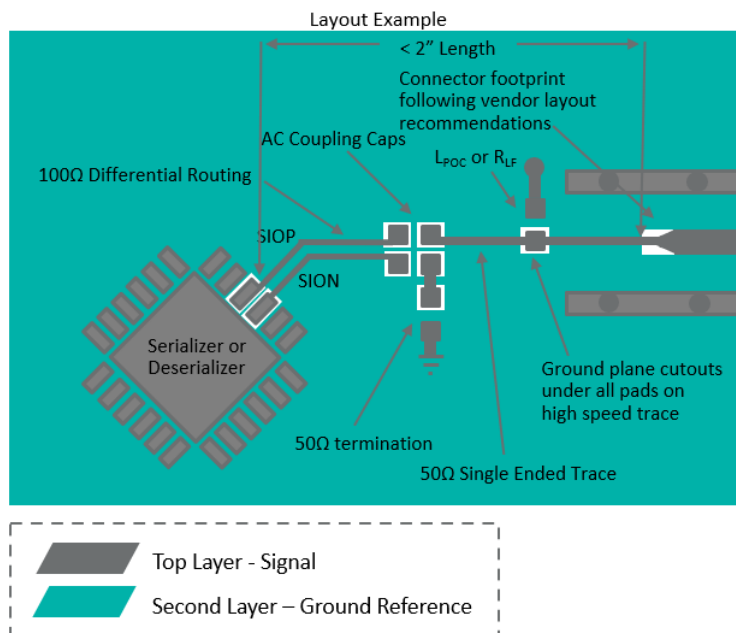 Layout Example
< 2” Length
Connector footprint
following vendor layout
recommendations
AC Coupling Caps
LPOC or RLF
100Ω Differential Routing
SIOP
SION
Serializer or
Deserializer
Ground plane cutouts
under all pads on
high speed trace
50Ω termination
50Ω Single Ended Trace
Top Layer - Signal
Second Layer – Ground Reference